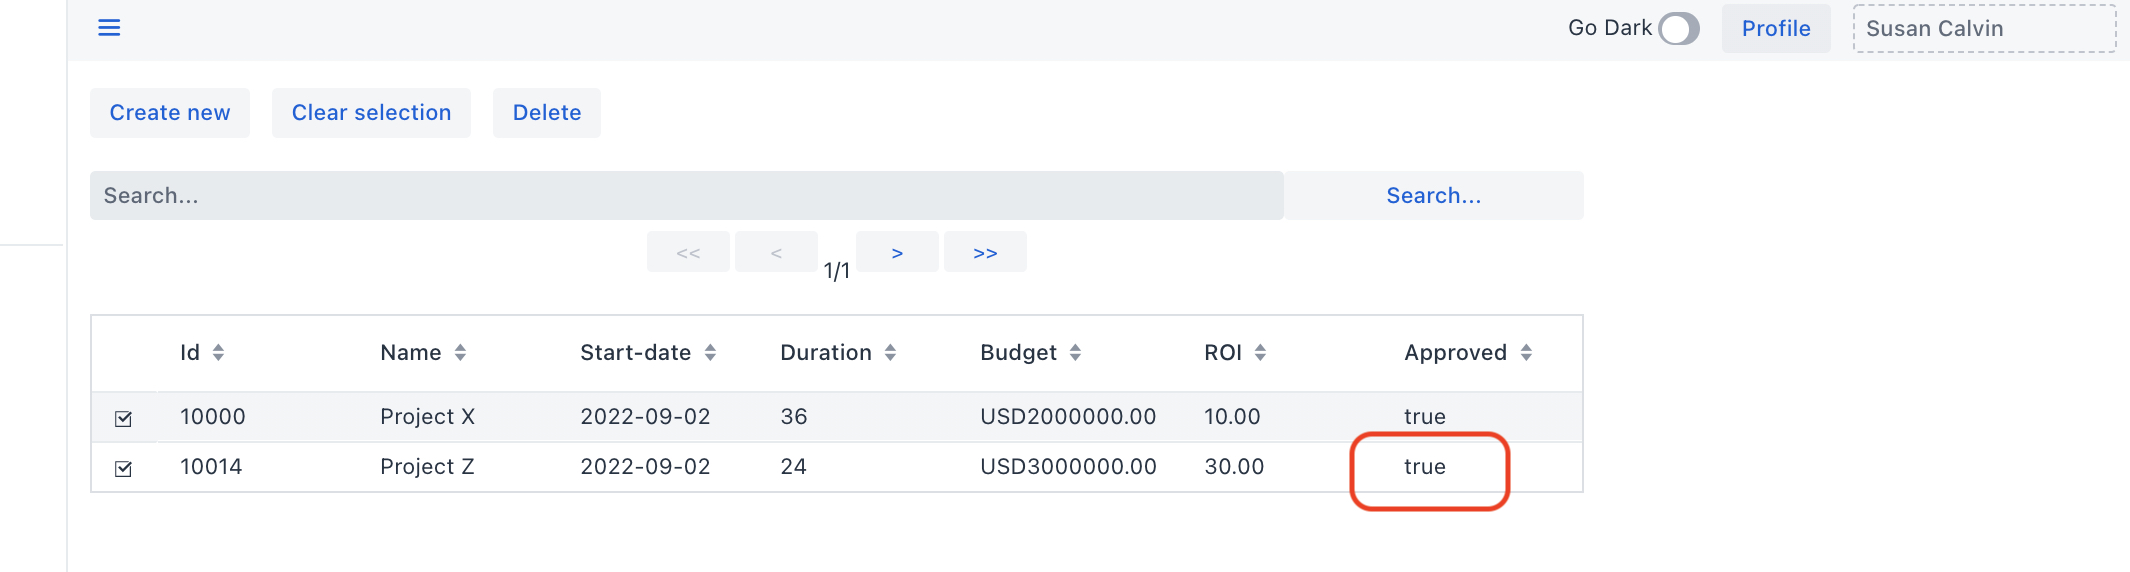 Go Dark Profile Susan Calvin
Create new Clear selection Delete
Search... Search...
<< < 1/1 > >>
Id Name Start-date Duration Budget ROI Approved
10000 Project X 2022-09-02 36 USD2000000.00 10.00 true
10014 Project Z 2022-09-02 24 USD3000000.00 30.00 true